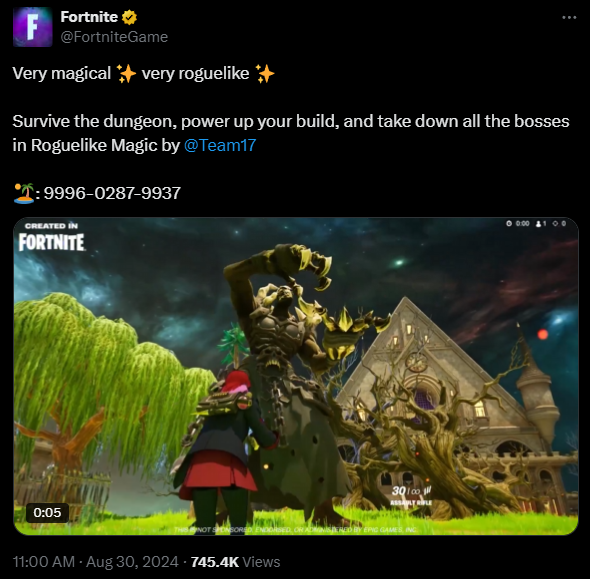 Fortnite
@FortniteGame
Very magical ✨ very roguelike ✨
Survive the dungeon, power up your build, and take down all the bosses
in Roguelike Magic by @Team17
🏝️: 9996-0287-9937
CREATED IN
FORTNITE
0:00 1 0
30 | 00
ASSAULT RIFLE
0:05
THIS IS NOT SPONSORED, ENDORSED, OR ADMINISTERED BY EPIC GAMES, INC.
11:00 AM · Aug 30, 2024 · 745.4K Views